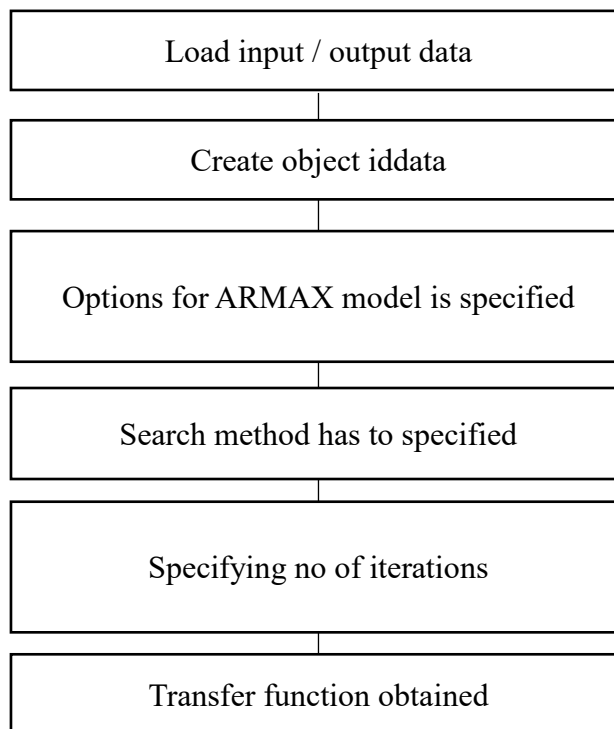 Load input / output data
Create object iddata
Options for ARMAX model is specified
Search method has to specified
Specifying no of iterations
Transfer function obtained